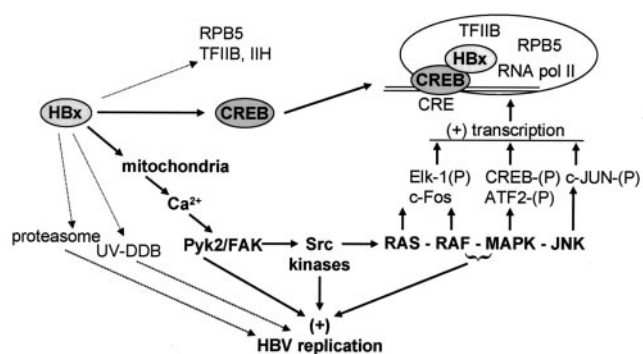 RPB5
TFIIB, IIH
TFIIB
RPB5
HBx
RNA pol II
CREB
CRE
HBx
CREB
(+) transcription
mitochondria
Ca2+
Elk-1(P)
c-Fos
CREB-(P)
ATF2-(P)
c-JUN-(P)
proteasome
UV-DDB
Pyk2/FAK
Src
kinases
RAS - RAF - MAPK - JNK
(+)
HBV replication